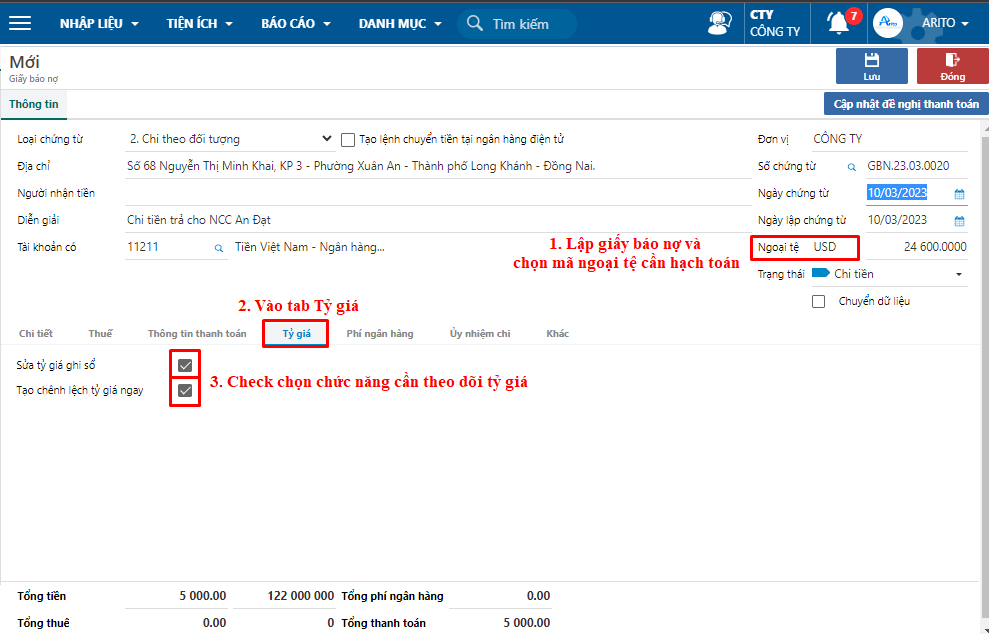 NHẬP LIỆU TIỆN ÍCH BÁO CÁO DANH MỤC Tìm kiếm CTY CÔNG TY 7 Arito ARITO
Mới
Giấy báo nợ
Lưu Đóng
Thông tin Cập nhật đề nghị thanh toán
Loại chứng từ 2. Chi theo đối tượng Tạo lệnh chuyển tiền tại ngân hàng điện tử Đơn vị CÔNG TY
Địa chỉ Số 68 Nguyễn Thị Minh Khai, KP 3 - Phường Xuân An - Thành phố Long Khánh - Đồng Nai. Số chứng từ GBN.23.03.0020
Người nhận tiền Ngày chứng từ 10/03/2023
Diễn giải Chi tiền trả cho NCC An Đạt Ngày lập chứng từ 10/03/2023
Tài khoản có 11211 Tiền Việt Nam - Ngân hàng... 1. Lập giấy báo nợ và Ngoại tệ USD 24 600.0000
chọn mã ngoại tệ cần hạch toán
Trạng thái Chi tiền
Chuyển dữ liệu
2. Vào tab Tỷ giá
Chi tiết Thuế Thông tin thanh toán Tỷ giá Phí ngân hàng Ủy nhiệm chi Khác
Sửa tỷ giá ghi sổ
3. Check chọn chức năng cần theo dõi tỷ giá
Tạo chênh lệch tỷ giá ngay
Tổng tiền 5 000.00 122 000 000 Tổng phí ngân hàng 0.00
Tổng thuế 0.00 0 Tổng thanh toán 5 000.00